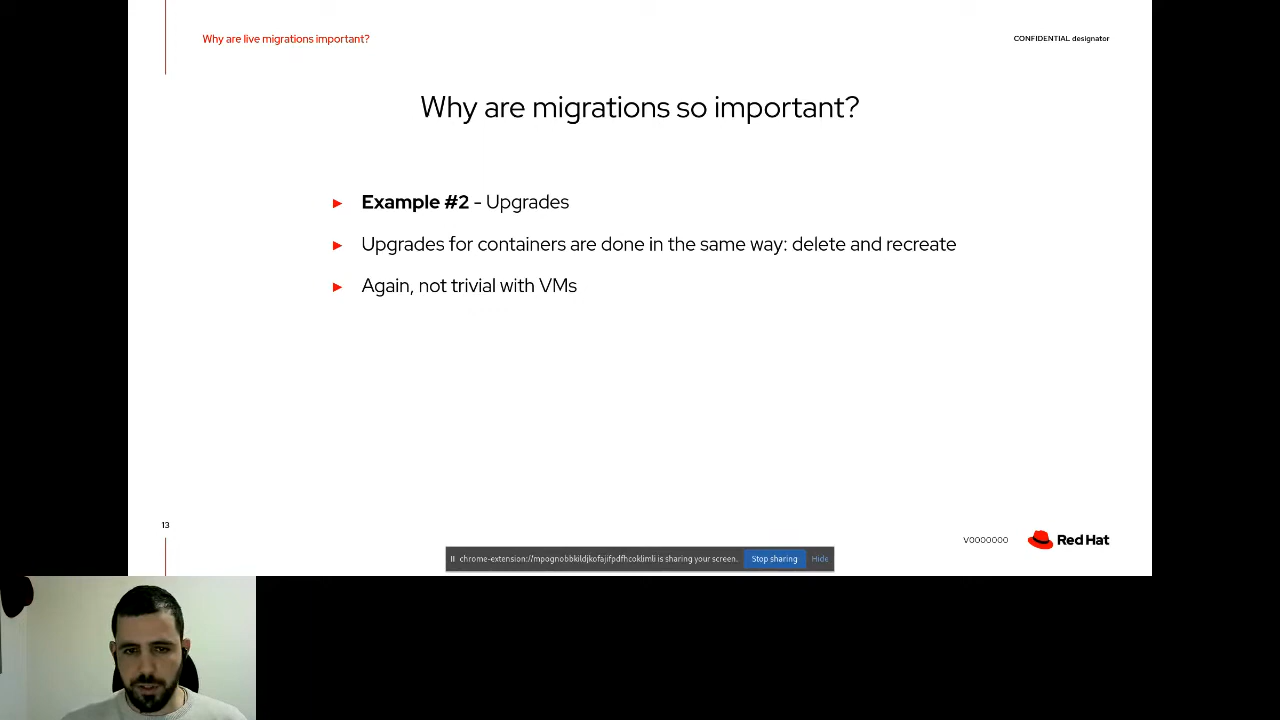 Why are live migrations important?
CONFIDENTIAL designator
Why are migrations so important?
► Example #2 - Upgrades
► Upgrades for containers are done in the same way: delete and recreate
► Again, not trivial with VMs
13
V0000000
Red Hat
chrome-extension://mpognobbkildjkofajifpdfhcoklimli is sharing your screen. Stop sharing Hide